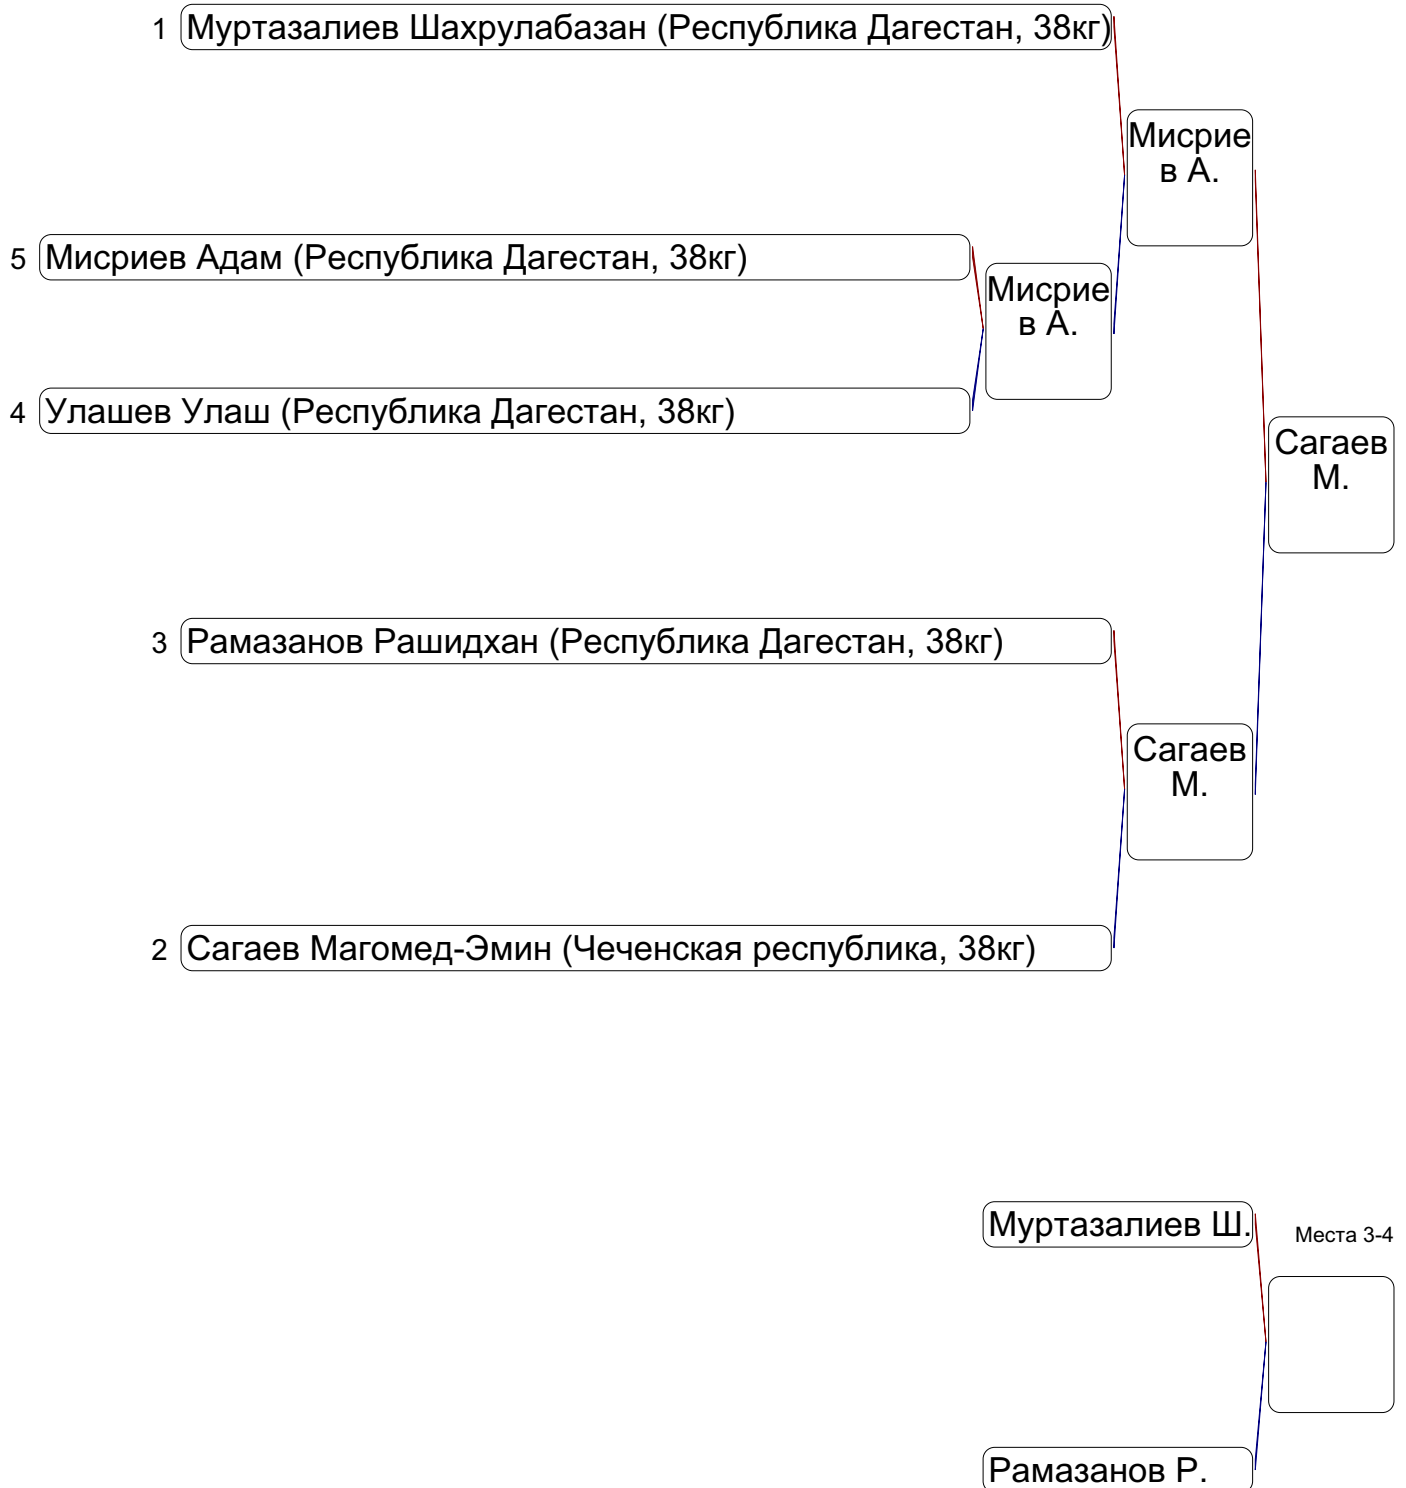 1 Муртазалиев Шахрулабазан (Республика Дагестан, 38кг)
Мисрие
в А.
5 Мисриев Адам (Республика Дагестан, 38кг)
Мисрие
в А.
4 Улашев Улаш (Республика Дагестан, 38кг)
Сагаев
М.
3 Рамазанов Рашидхан (Республика Дагестан, 38кг)
Сагаев
М.
2 Сагаев Магомед-Эмин (Чеченская республика, 38кг)
Муртазалиев Ш.
Места 3-4
Рамазанов Р.